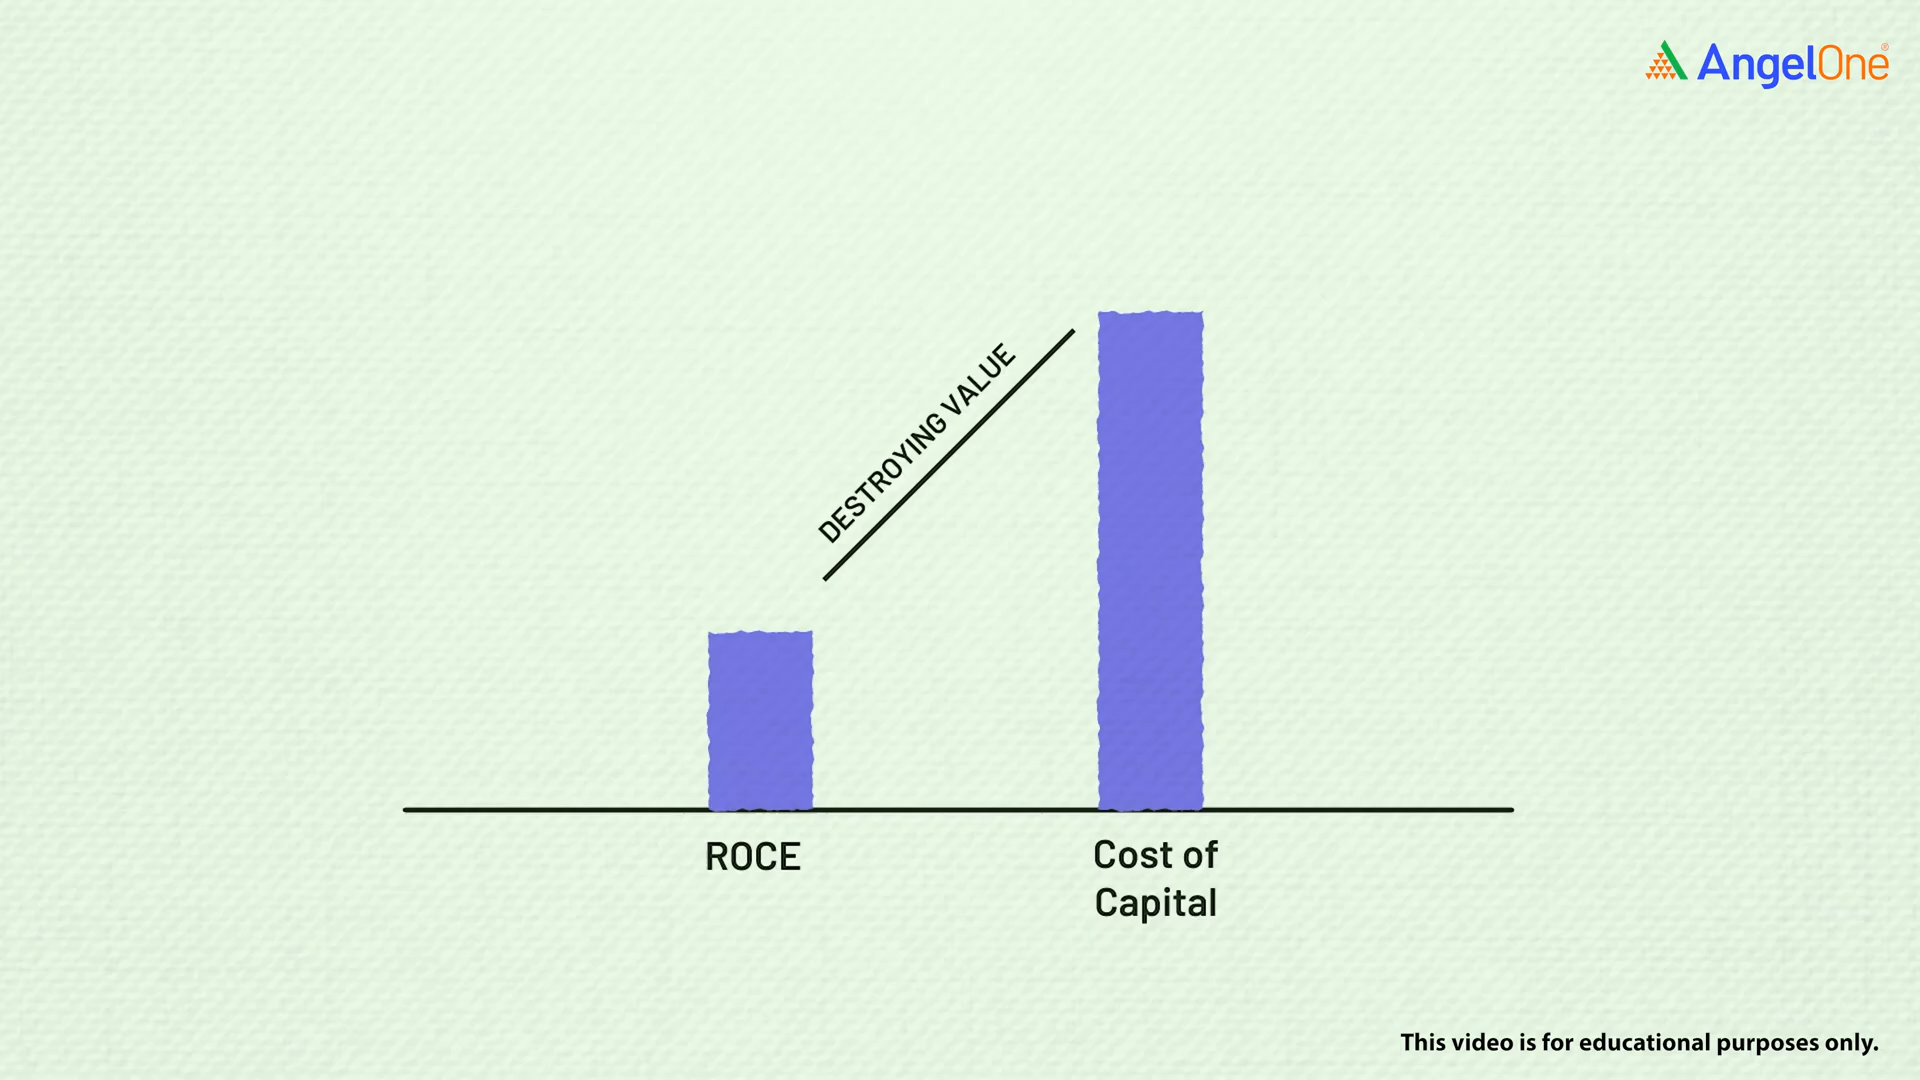 AngelOne®
DESTROYING VALUE
ROCE
Cost of
Capital
This video is for educational purposes only.